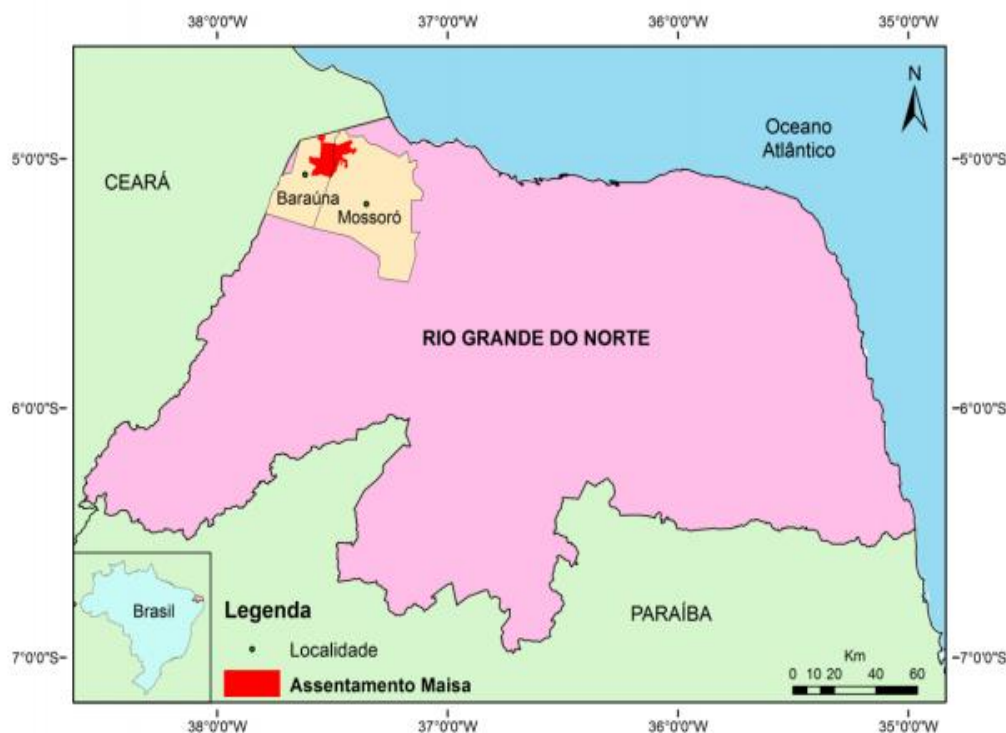 38°0'0"W
37°0'0"W
36°0'0"W
35°0'0"W
N
Oceano
Atlântico
5°0'0"S
5°0'0"S
CEARÁ
Baraúna
Mossoró
RIO GRANDE DO NORTE
6°0'0"S
6°0'0"S
Brasil
Legenda
Localidade
Assentamento Maisa
PARAÍBA
Km
0 10 20 40 60
7°0'0"S
7°0'0"S
38°0'0"W
37°0'0"W
36°0'0"W
35°0'0"W